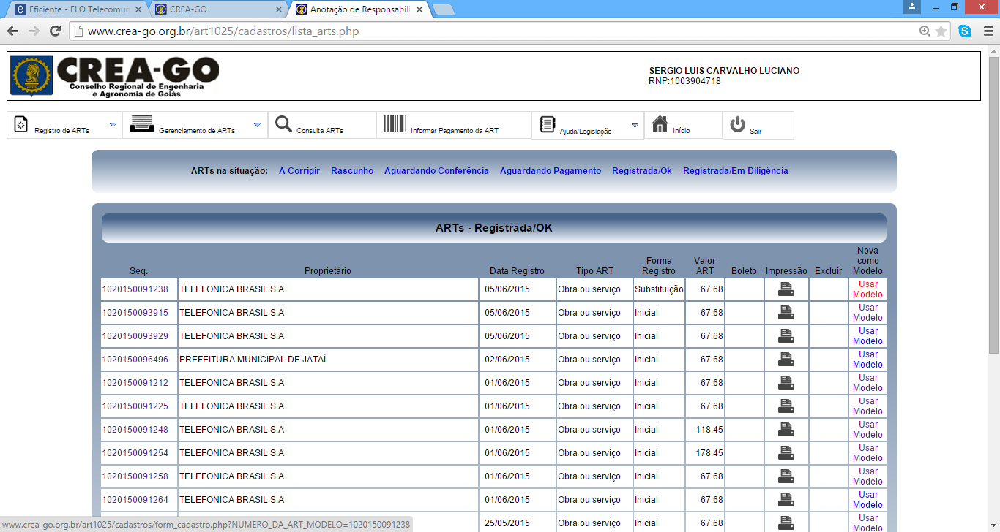 Eficiente - ELO Telecomun
CREA-GO
Anotação de Responsabili
www.crea-go.org.br/art1025/cadastros/lista_arts.php
CREA-GO
Conselho Regional de Engenharia
e Agronomia de Goiás
SERGIO LUIS CARVALHO LUCIANO
RNP:1003904718
Registro de ARTs
Gerenciamento de ARTs
Consulta ARTs
Informar Pagamento da ART
Ajuda/Legislação
Início
Sair
ARTs na situação: A Corrigir Rascunho Aguardando Conferência Aguardando Pagamento Registrada/Ok Registrada/Em Diligência
ARTs - Registrada/OK
Seq. Proprietário Data Registro Tipo ART Forma Registro Valor ART Boleto Impressão Excluir Nova como Modelo
1020150091238 TELEFONICA BRASIL S.A 05/06/2015 Obra ou serviço Substituição 67.68 Usar Modelo
1020150093915 TELEFONICA BRASIL S.A 05/06/2015 Obra ou serviço Inicial 67.68 Usar Modelo
1020150093929 TELEFONICA BRASIL S.A 05/06/2015 Obra ou serviço Inicial 67.68 Usar Modelo
1020150096496 PREFEITURA MUNICIPAL DE JATAÍ 02/06/2015 Obra ou serviço Inicial 67.68 Usar Modelo
1020150091212 TELEFONICA BRASIL S.A 01/06/2015 Obra ou serviço Inicial 67.68 Usar Modelo
1020150091225 TELEFONICA BRASIL S.A 01/06/2015 Obra ou serviço Inicial 67.68 Usar Modelo
1020150091248 TELEFONICA BRASIL S.A 01/06/2015 Obra ou serviço Inicial 118.45 Usar Modelo
1020150091254 TELEFONICA BRASIL S.A 01/06/2015 Obra ou serviço Inicial 178.45 Usar Modelo
1020150091258 TELEFONICA BRASIL S.A 01/06/2015 Obra ou serviço Inicial 67.68 Usar Modelo
1020150091264 TELEFONICA BRASIL S.A 01/06/2015 Obra ou serviço Inicial 67.68 Usar Modelo
25/05/2015 Obra ou serviço Inicial 67.68 Usar Modelo
www.crea-go.org.br/art1025/cadastros/form_cadastro.php?NUMERO_DA_ART_MODELO=1020150091238